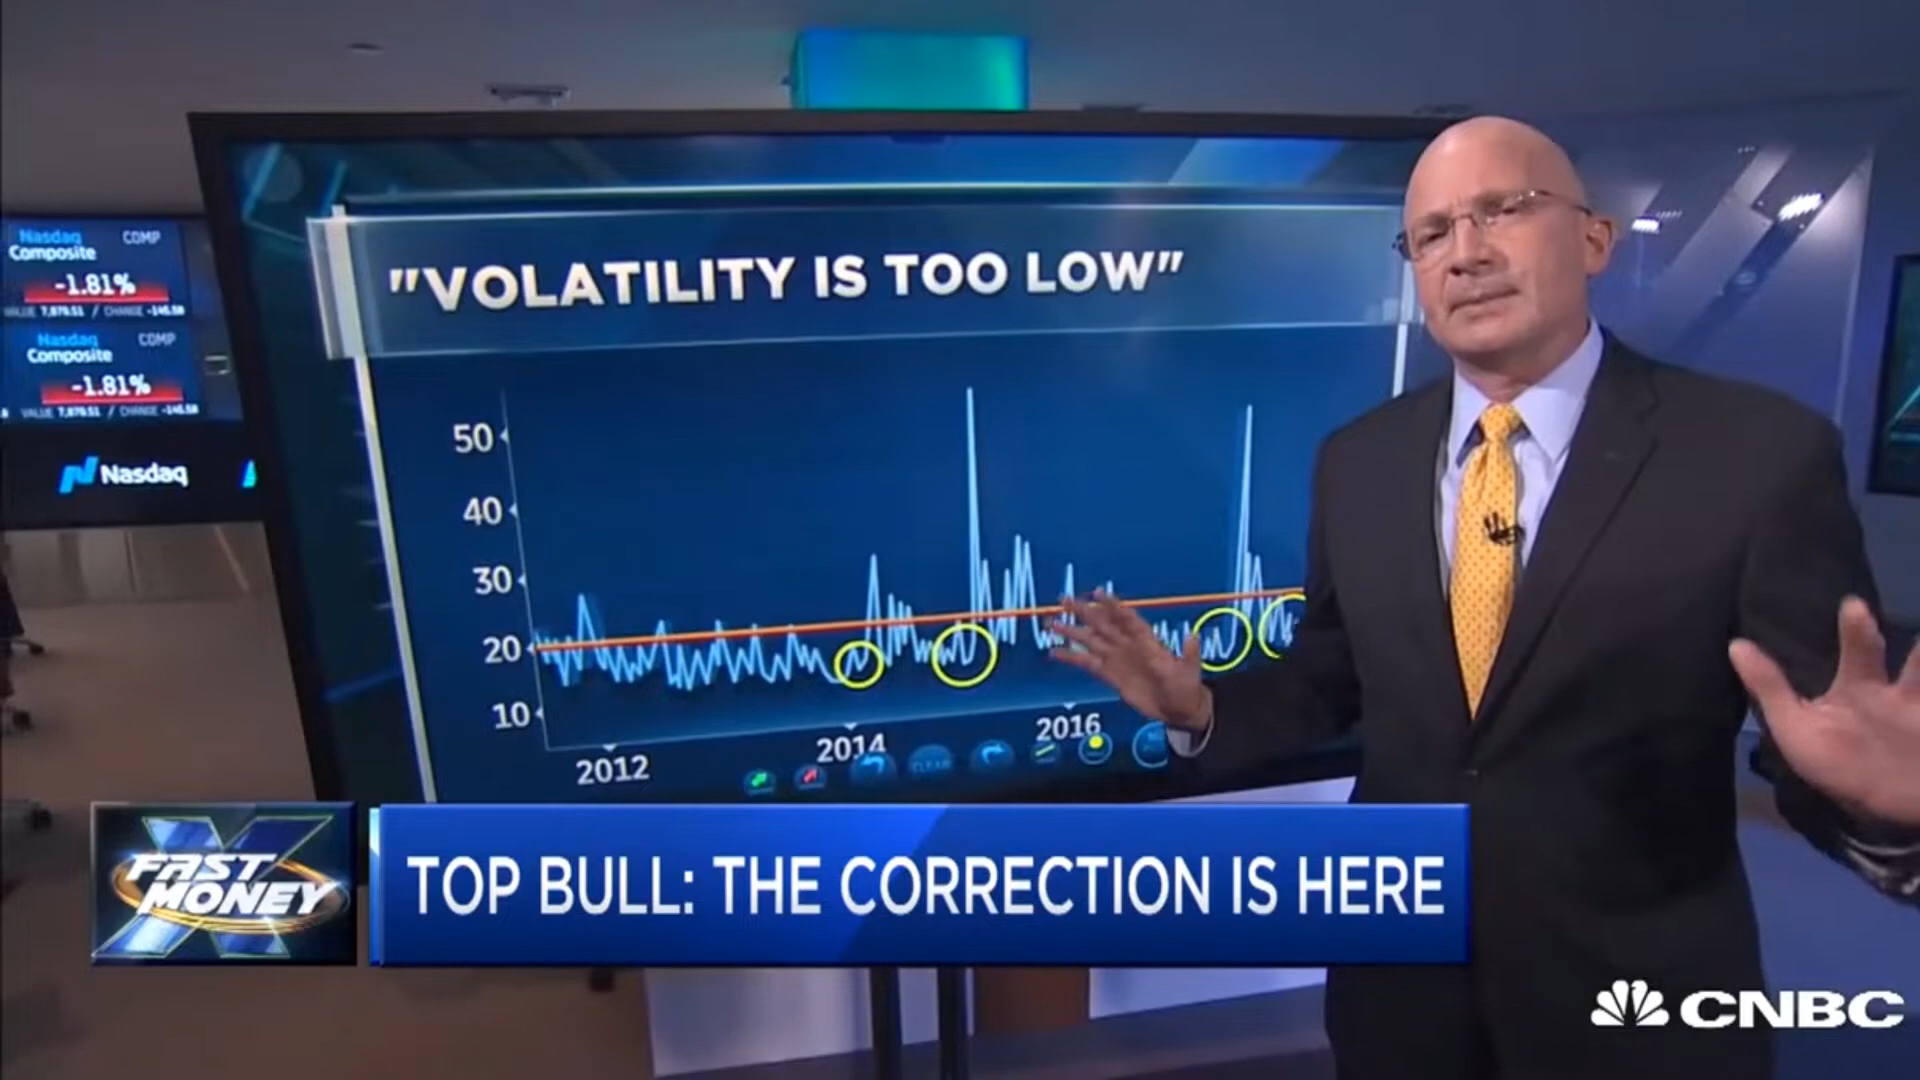 Nasdaq COMP
Composite
-1.81%
Nasdaq COMP
Composite
-1.81%
Nasdaq
"VOLATILITY IS TOO LOW"
50
40
30
20
10
2012
2014
2016
CLEAR
FAST
MONEY
TOP BULL: THE CORRECTION IS HERE
CNBC